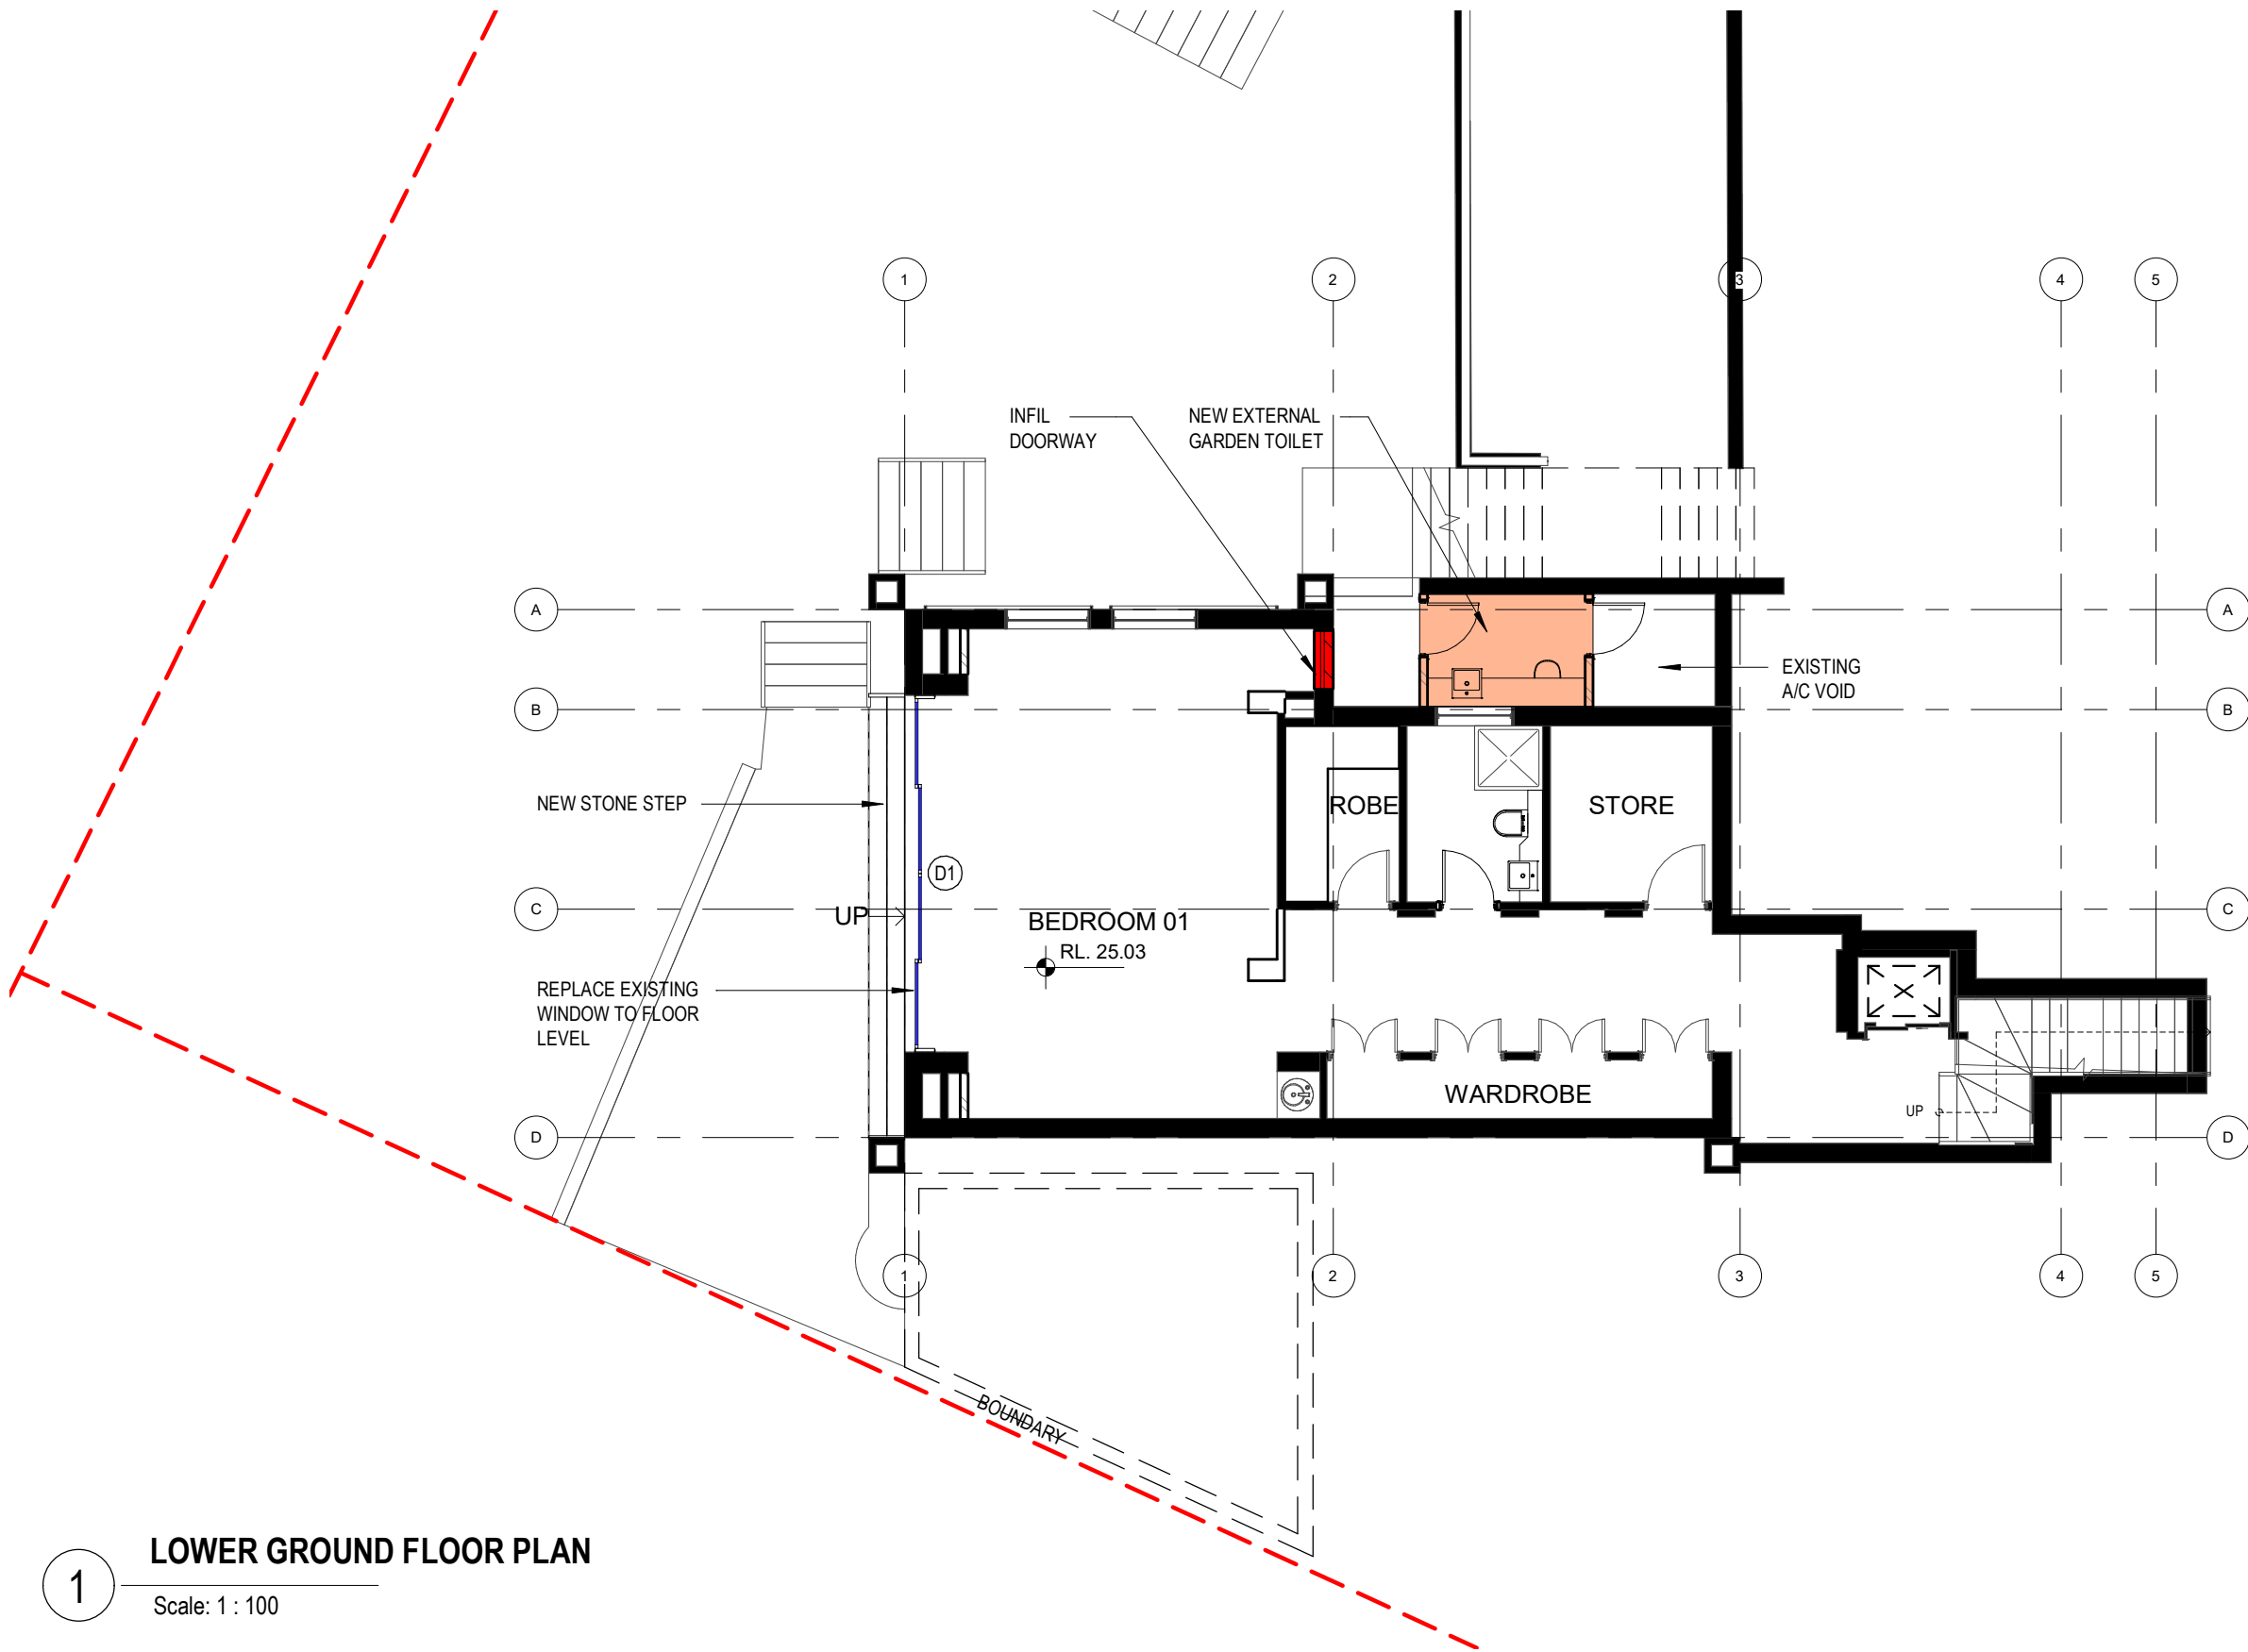 1
2
3
4
5
INFIL
DOORWAY
NEW EXTERNAL
GARDEN TOILET
A
A
EXISTING
A/C VOID
B
B
NEW STONE STEP
ROBE
STORE
D1
C
UP
BEDROOM 01
C
RL. 25.03
REPLACE EXISTING
WINDOW TO FLOOR
LEVEL
WARDROBE
UP
D
D
1
2
3
4
5
BOUNDARY
1
LOWER GROUND FLOOR PLAN
Scale: 1 : 100